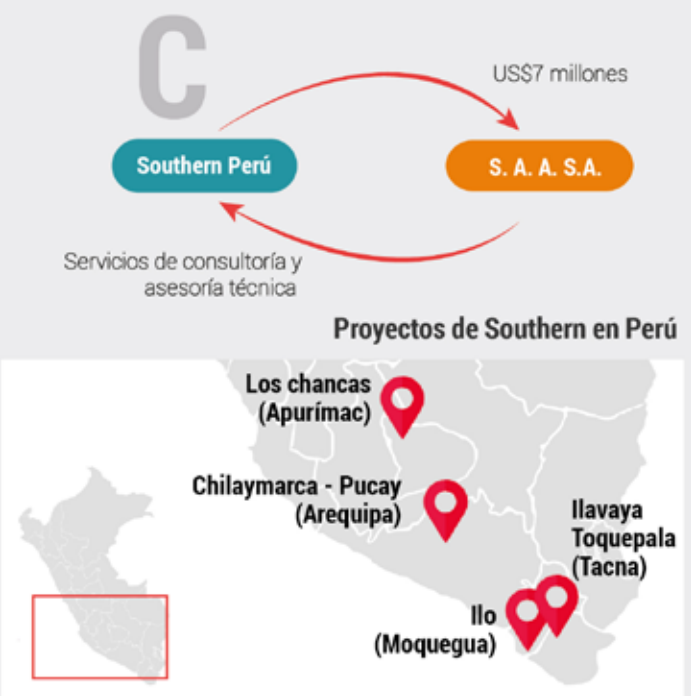 C
US$7 millones
Southern Perú
S. A. A. S.A.
Servicios de consultoría y
asesoría técnica
Proyectos de Southern en Perú
Los chancas
(Apurímac)
Chilaymarca - Pucay
(Arequipa)
Ilavaya
Toquepala
(Tacna)
Ilo
(Moquegua)